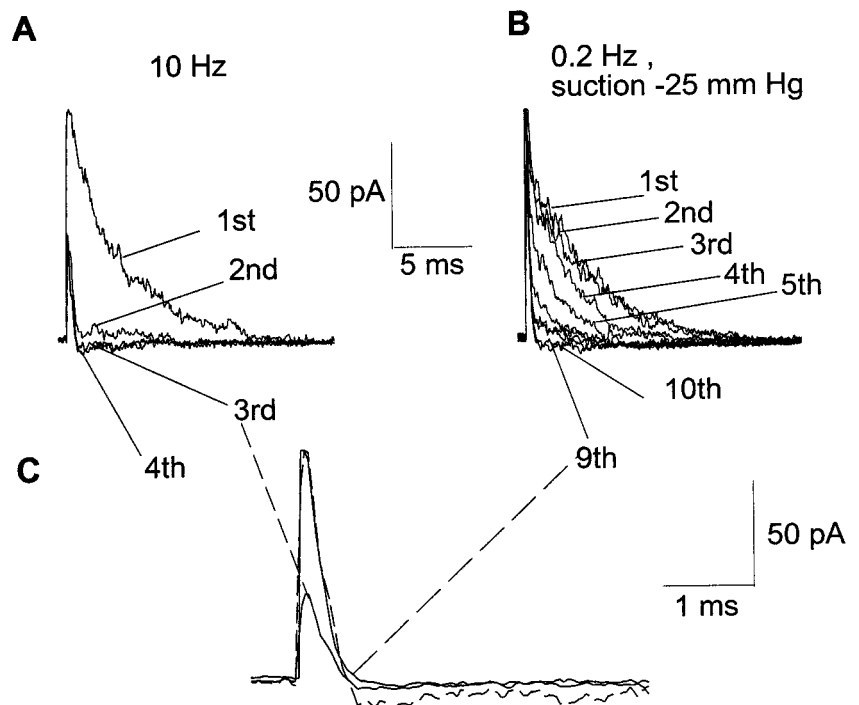 A
10 Hz
B
0.2 Hz ,
suction -25 mm Hg
50 pA
5 ms
1st
2nd
3rd
4th
1st
2nd
3rd
4th
5th
10th
9th
C
50 pA
1 ms